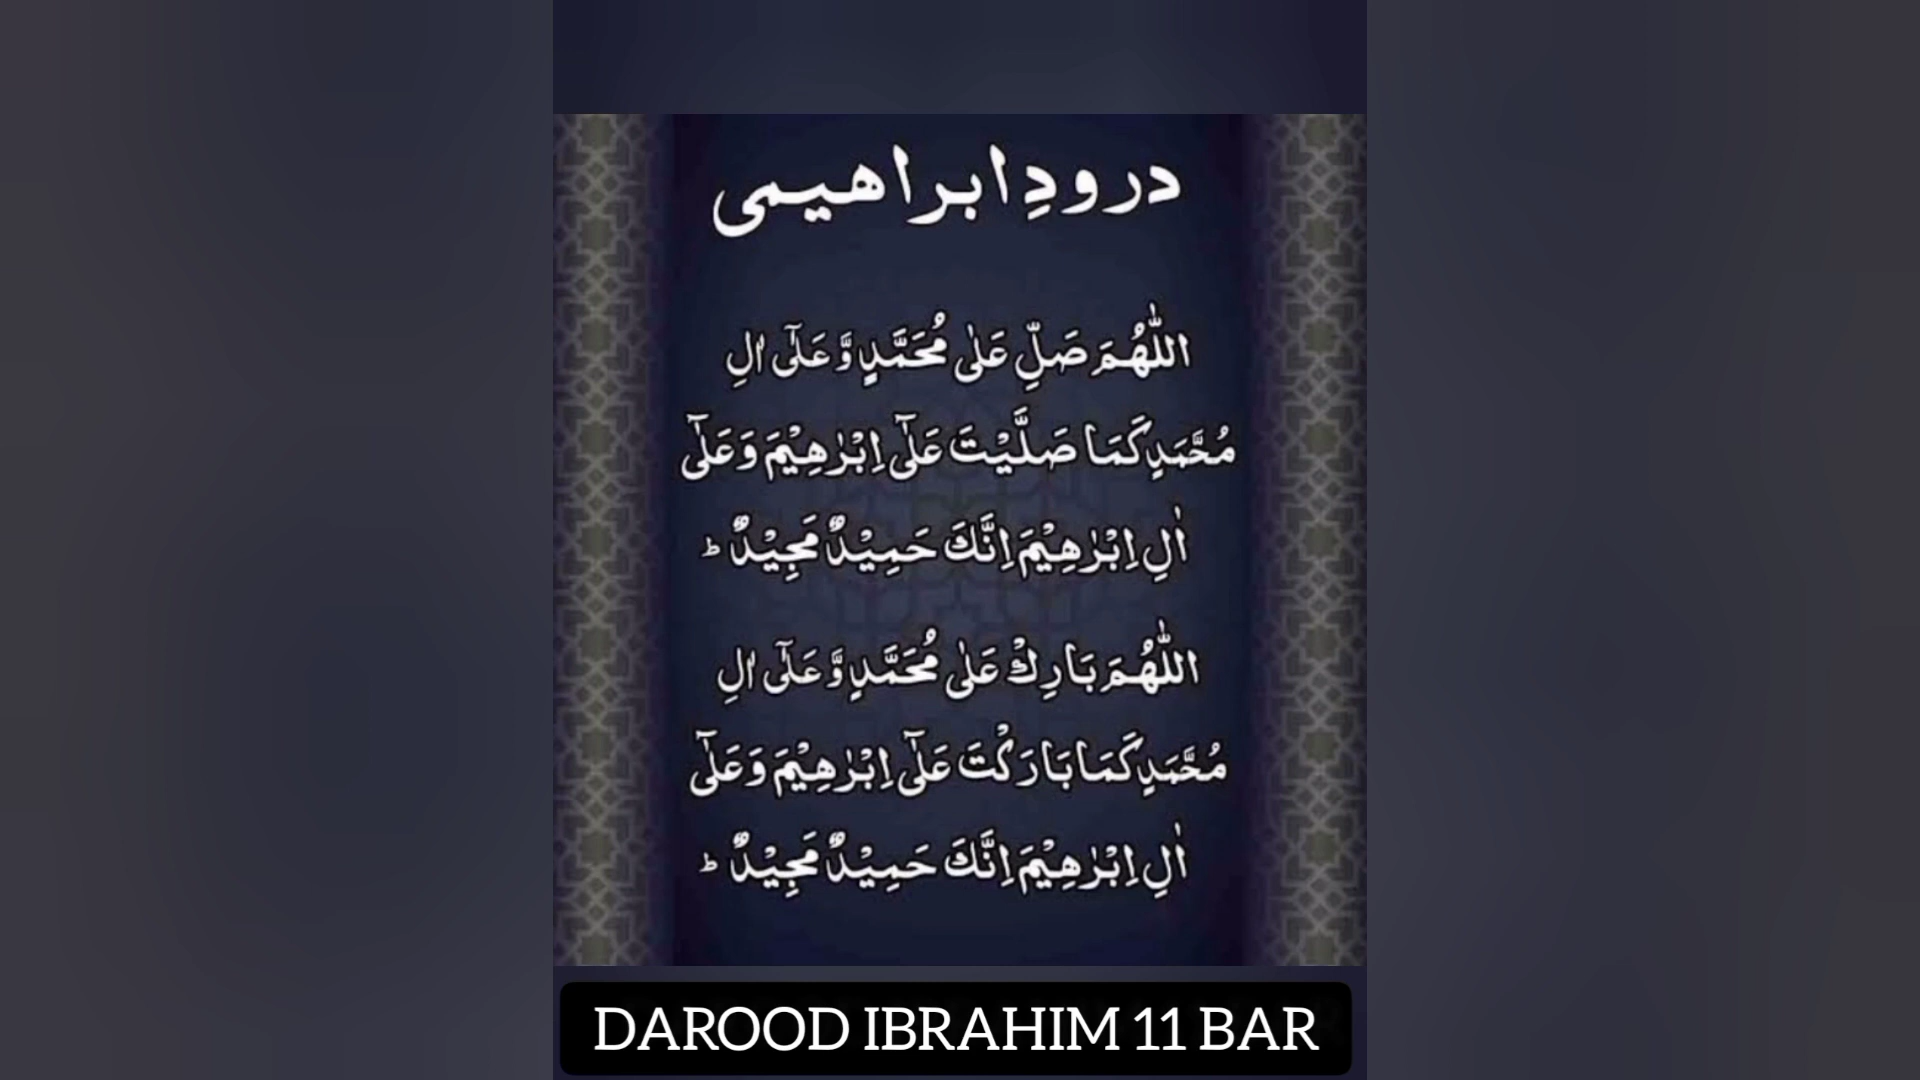 درودِ ابراهیمی
اللّٰهُمَ صَلِّ عَلٰی مُحَمَّدٍ وَّعَلٰٓی اٰلِ
مُحَمَّدٍ کَمَا صَلَّیْتَ عَلٰٓی اِبْرٰهِیْمَ وَعَلٰٓی
اٰلِ اِبْرٰهِیْمَ اِنَّكَ حَمِیْدٌ مَّجِیْدٌ ؕ
اللّٰهُمَ بَارِكْ عَلٰی مُحَمَّدٍ وَّعَلٰٓی اٰلِ
مُحَمَّدٍ کَمَا بَارَکْتَ عَلٰٓی اِبْرٰهِیْمَ وَعَلٰٓی
اٰلِ اِبْرٰهِیْمَ اِنَّكَ حَمِیْدٌ مَّجِیْدٌ ؕ
DAROOD IBRAHIM 11 BAR